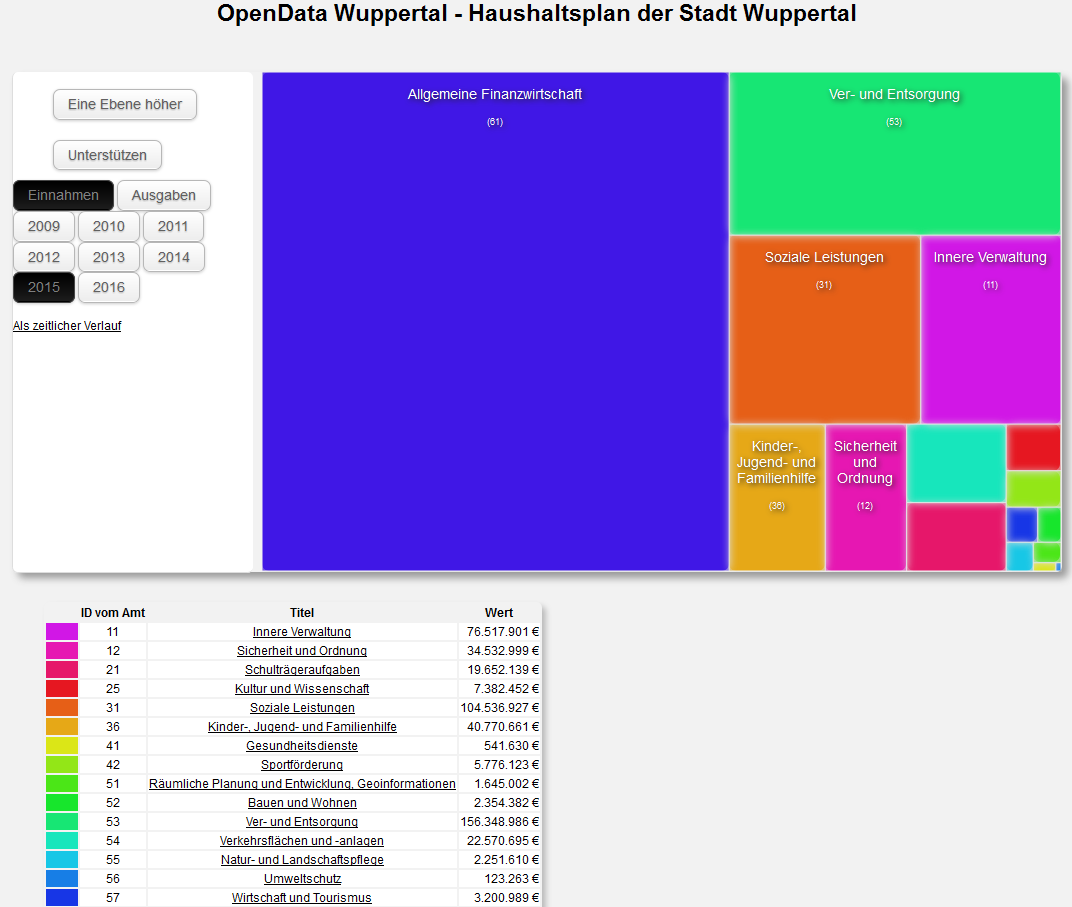 OpenData Wuppertal - Haushaltsplan der Stadt Wuppertal
Eine Ebene höher
Unterstützen
Einnahmen Ausgaben
2009 2010 2011
2012 2013 2014
2015 2016
Als zeitlicher Verlauf
Allgemeine Finanzwirtschaft
(61)
Ver- und Entsorgung
(53)
Soziale Leistungen
(31)
Innere Verwaltung
(11)
Kinder-,
Jugend- und
Familienhilfe
(36)
Sicherheit
und
Ordnung
(12)
ID vom Amt Titel Wert
11 Innere Verwaltung 76.517.901 €
12 Sicherheit und Ordnung 34.532.999 €
21 Schulträgeraufgaben 19.652.139 €
25 Kultur und Wissenschaft 7.382.452 €
31 Soziale Leistungen 104.536.927 €
36 Kinder-, Jugend- und Familienhilfe 40.770.661 €
41 Gesundheitsdienste 541.630 €
42 Sportförderung 5.776.123 €
51 Räumliche Planung und Entwicklung, Geoinformationen 1.645.002 €
52 Bauen und Wohnen 2.354.382 €
53 Ver- und Entsorgung 156.348.986 €
54 Verkehrsflächen und -anlagen 22.570.695 €
55 Natur- und Landschaftspflege 2.251.610 €
56 Umweltschutz 123.263 €
57 Wirtschaft und Tourismus 3.200.989 €